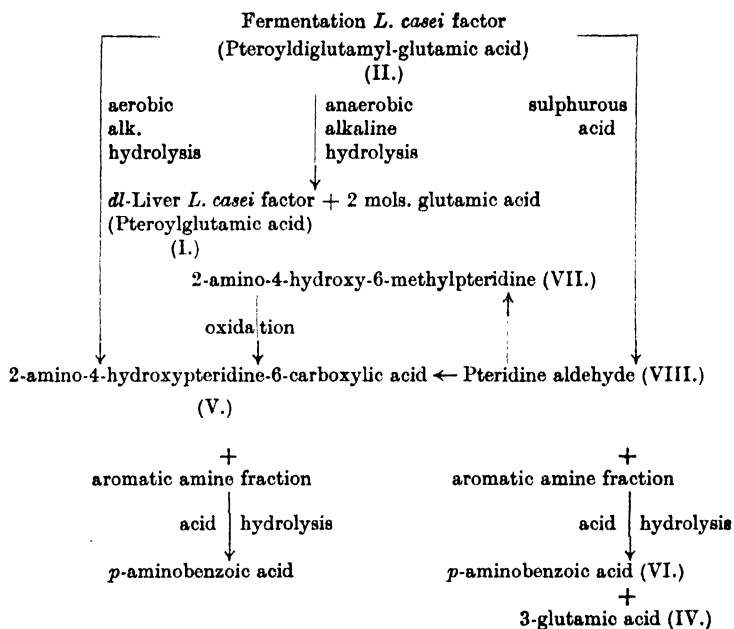 Fermentation L. casei factor
(Pteroyldiglutamyl-glutamic acid)
(II.)
aerobic
alk.
hydrolysis
anaerobic
alkaline
hydrolysis
sulphurous
acid
dl-Liver L. casei factor + 2 mols. glutamic acid
(Pteroylglutamic acid)
(I.)
2-amino-4-hydroxy-6-methylpteridine (VII.)
oxidation
2-amino-4-hydroxypteridine-6-carboxylic acid ← Pteridine aldehyde (VIII.)
(V.)
+
aromatic amine fraction
acid hydrolysis
p-aminobenzoic acid
+
aromatic amine fraction
acid hydrolysis
p-aminobenzoic acid (VI.)
+
3-glutamic acid (IV.)